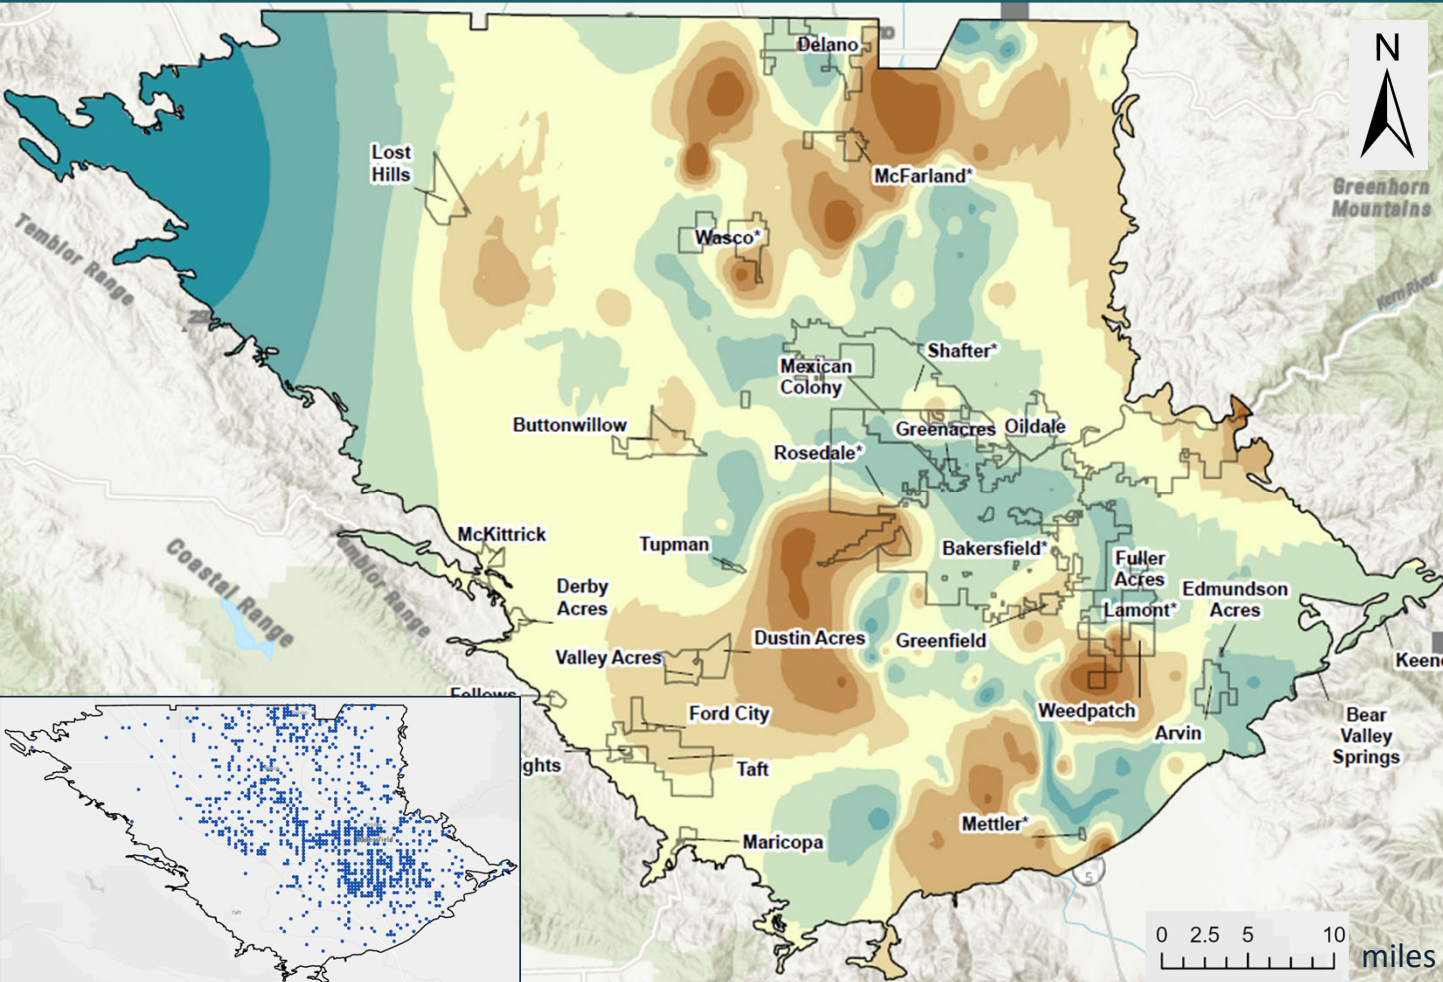 Delano
N
Lost
Hills
McFarland*
Greenhorn
Mountains
Temblor Range
Wasco*
Kern River
Shafter*
Mexican
Colony
Buttonwillow
Greenacres
Oildale
Rosedale*
McKittrick
Tupman
Bakersfield*
Coastal Range
Temblor Range
Fuller
Acres
Derby
Acres
Edmundson
Acres
Lamont*
Dustin Acres
Greenfield
Valley Acres
Fellows
Weedpatch
Ford City
Arvin
Bear
Valley
Springs
ghts
Taft
Mettler*
Maricopa
5
0 2.5 5 10
miles